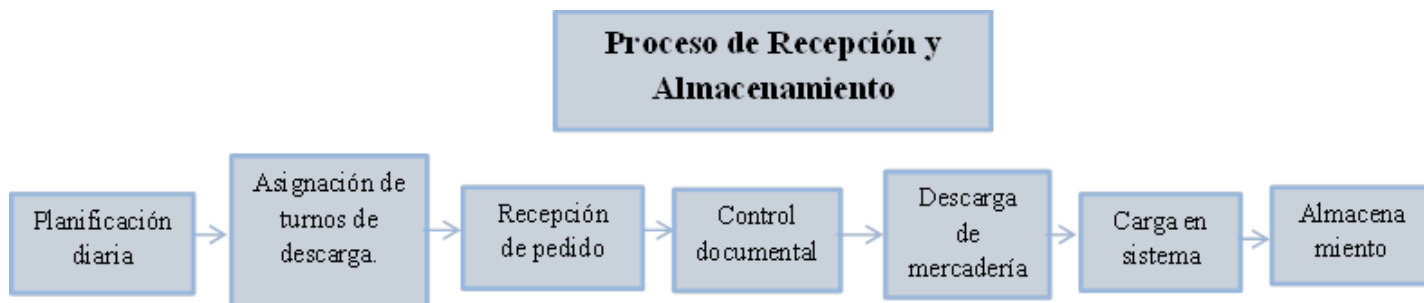 Proceso de Recepción y
Almacenamiento
Planificación
diaria
Asignación de
turnos de
descarga.
Recepción
de pedido
Control
documental
Descarga
de
mercadería
Carga en
sistema
Almacena
miento